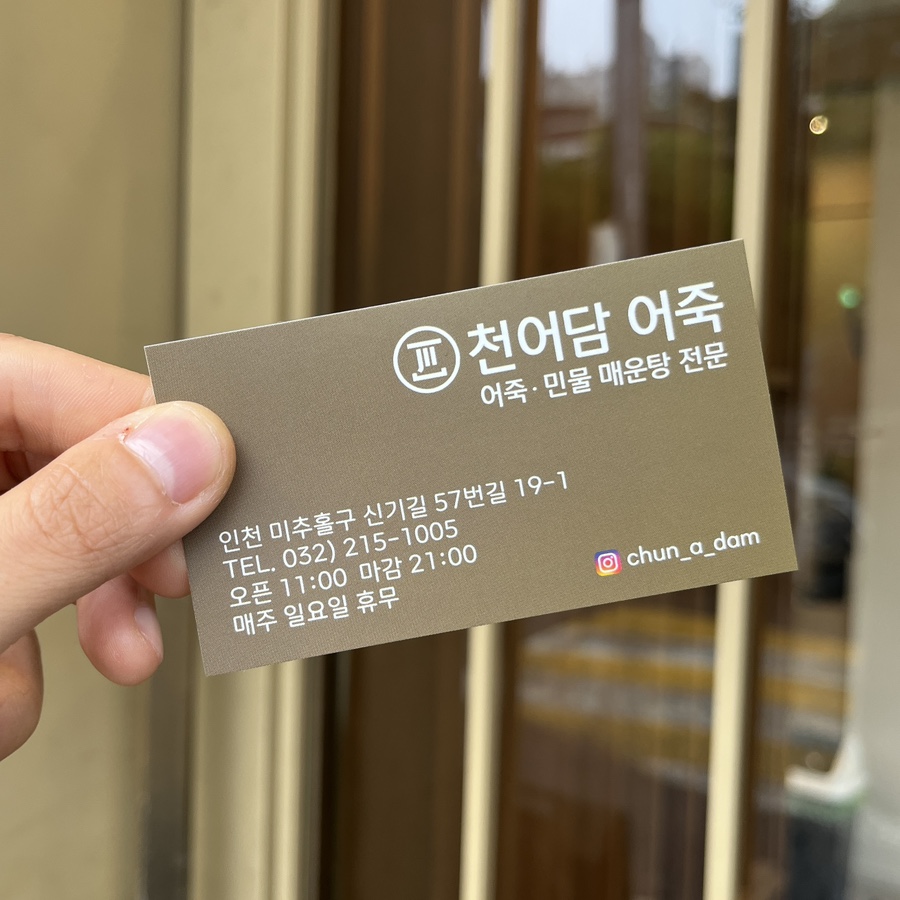 천어담 어죽
어죽·민물 매운탕 전문
인천 미추홀구 신기길 57번길 19-1
TEL. 032) 215-1005
오픈 11:00 마감 21:00
매주 일요일 휴무
chun_a_dam